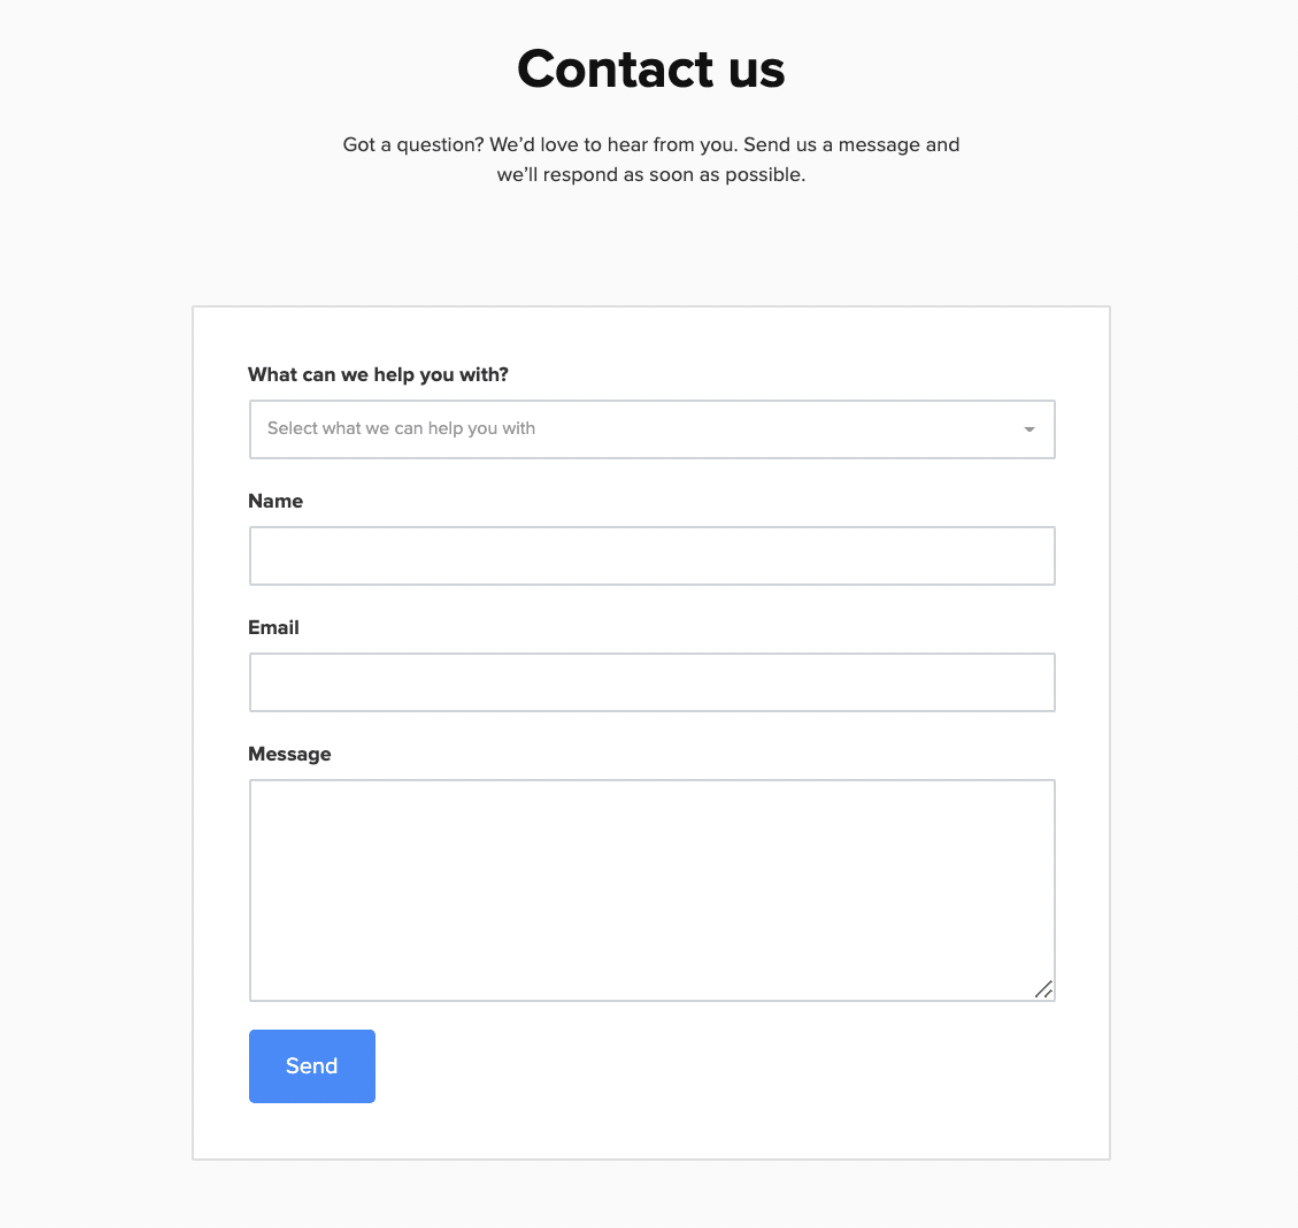 Contact us
Got a question? We’d love to hear from you. Send us a message and
we’ll respond as soon as possible.
What can we help you with?
Select what we can help you with
Name
Email
Message
Send